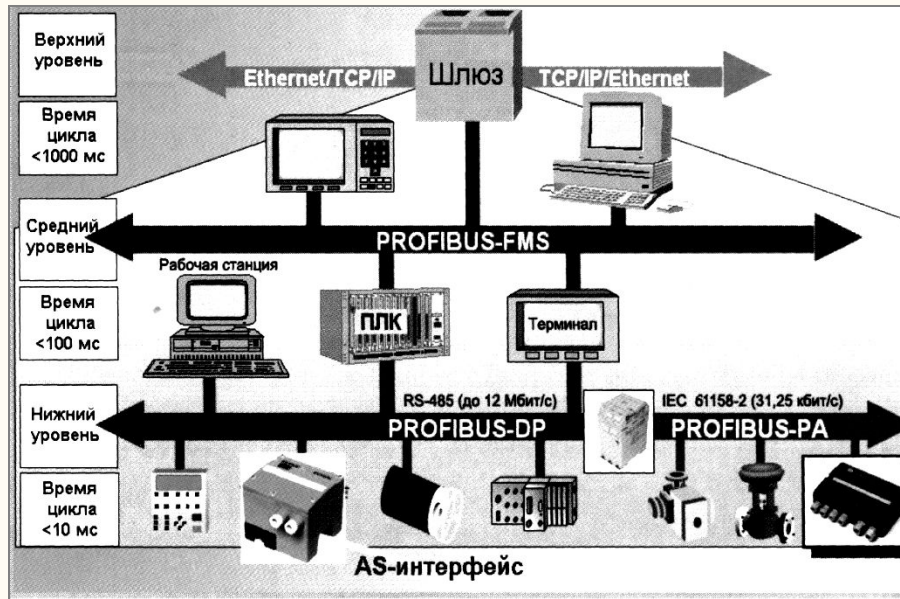 Верхний
уровень
Ethernet/TCP/IP
Шлюз
TCP/IP/Ethernet
Время
цикла
<1000 мс
Средний
уровень
PROFIBUS-FMS
Рабочая станция
Время
цикла
<100 мс
ПЛК
Терминал
Нижний
уровень
RS-485 (до 12 Мбит/с)
IEC 61158-2 (31,25 кбит/с)
PROFIBUS-DP
PROFIBUS-PA
Время
цикла
<10 мс
AS-интерфейс